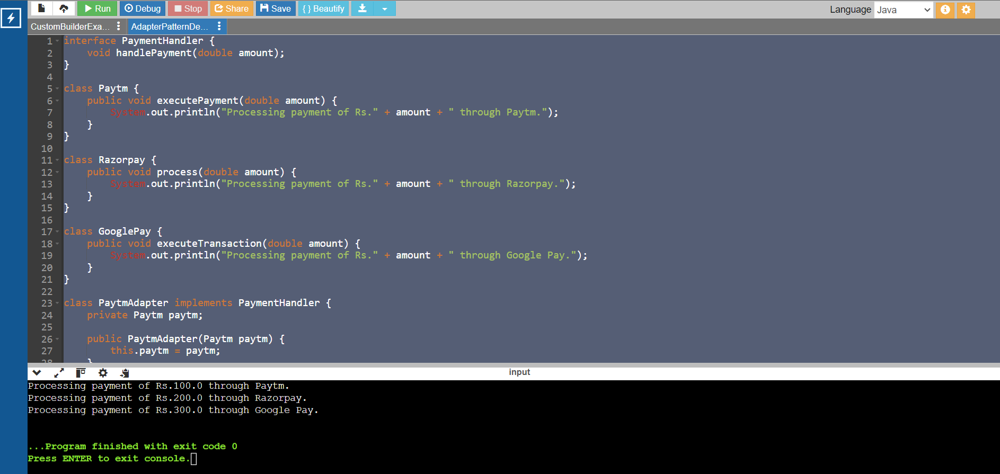 Run Debug Stop Share Save { } Beautify Language Java
CustomBuilderExa... AdapterPatternDe...
1 interface PaymentHandler {
2     void handlePayment(double amount);
3 }
4
5 class Paytm {
6     public void executePayment(double amount) {
7         System.out.println("Processing payment of Rs." + amount + " through Paytm.");
8     }
9 }
10
11 class Razorpay {
12     public void process(double amount) {
13         System.out.println("Processing payment of Rs." + amount + " through Razorpay.");
14     }
15 }
16
17 class GooglePay {
18     public void executeTransaction(double amount) {
19         System.out.println("Processing payment of Rs." + amount + " through Google Pay.");
20     }
21 }
22
23 class PaytmAdapter implements PaymentHandler {
24     private Paytm paytm;
25
26     public PaytmAdapter(Paytm paytm) {
27         this.paytm = paytm;
28     }
input
Processing payment of Rs.100.0 through Paytm.
Processing payment of Rs.200.0 through Razorpay.
Processing payment of Rs.300.0 through Google Pay.
...Program finished with exit code 0
Press ENTER to exit console.